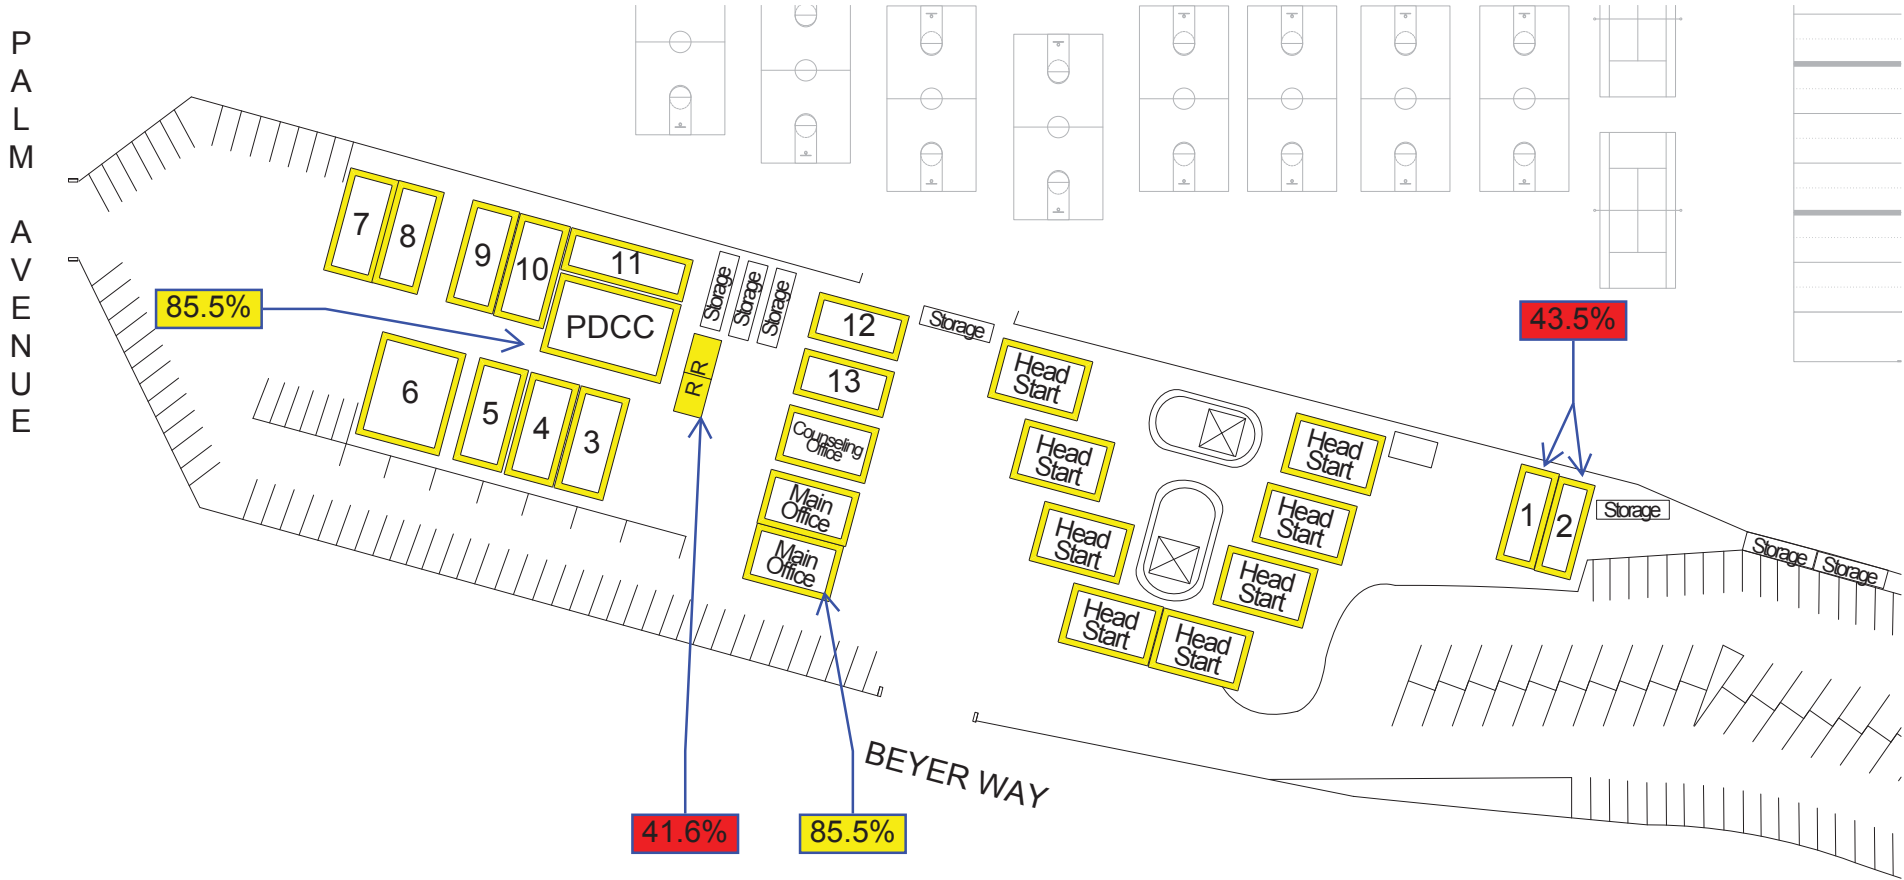 PALM AVENUE
7
8
9
10
11
PDCC
85.5%
6
5
4
3
R R
Storage
Storage
Storage
12
13
Counseling
Office
Main
Office
Main
Office
Storage
Head
Start
Head
Start
Head
Start
Head
Start
Head
Start
Head
Start
Head
Start
Head
Start
Head
Start
43.5%
1
2
Storage
Storage
Storage
BEYER WAY
41.6%
85.5%